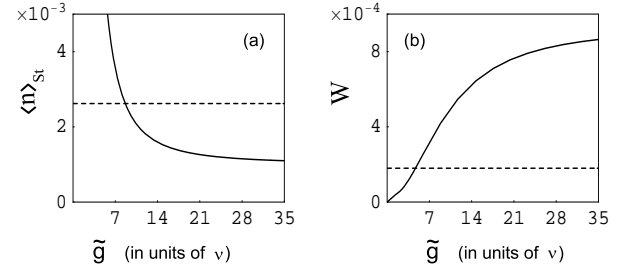 ×10⁻³
4
2
0
⟨n⟩St
(a)
7 14 21 28 35
g̃ (in units of ν)
×10⁻⁴
8
4
0
W
(b)
7 14 21 28 35
g̃ (in units of ν)